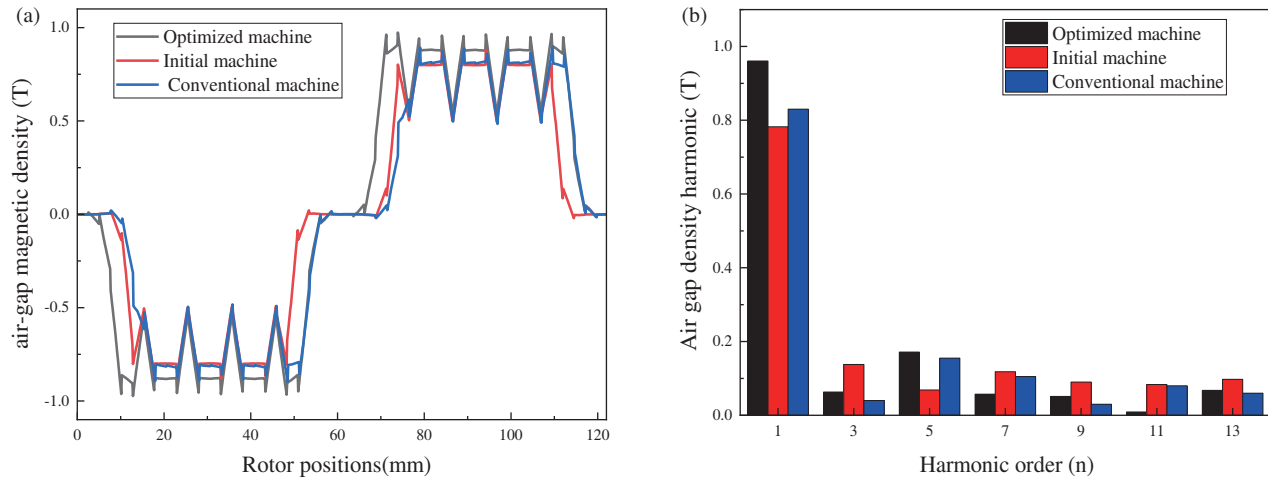 (a)
1.0
0.5
0.0
-0.5
-1.0
air-gap magnetic density (T)
Optimized machine
Initial machine
Conventional machine
0 20 40 60 80 100 120
Rotor positions(mm)
(b)
1.0
0.8
0.6
0.4
0.2
0.0
Air gap density harmonic (T)
Optimized machine
Initial machine
Conventional machine
1 3 5 7 9 11 13
Harmonic order (n)